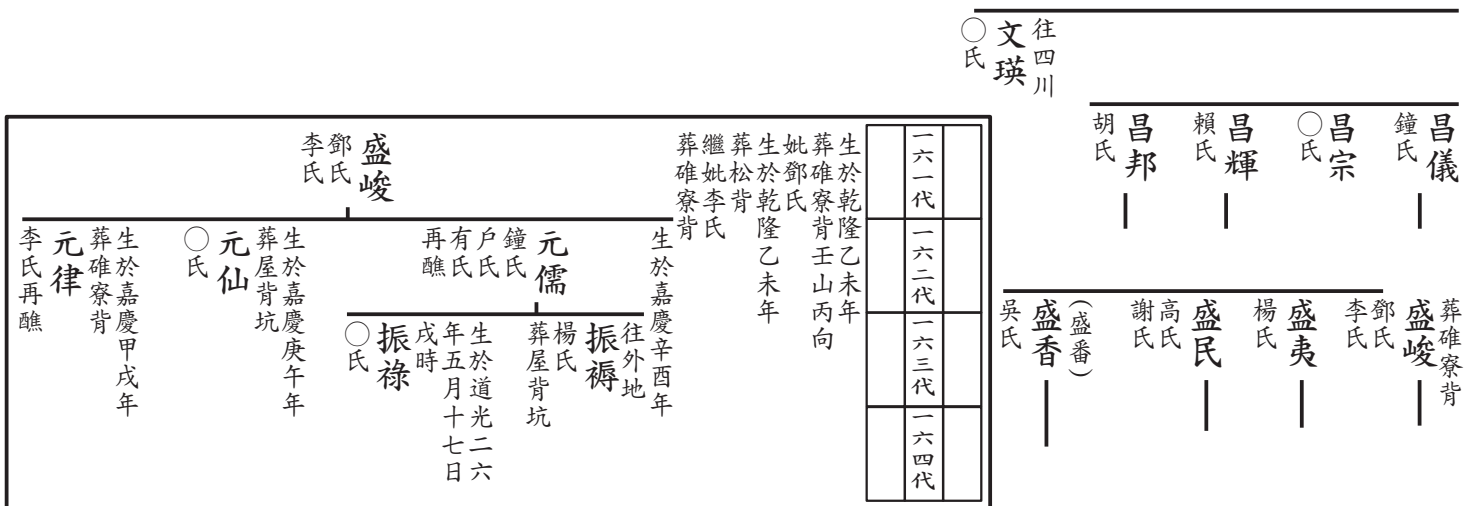 往四川
文瑛
○氏
昌儀
鐘氏
昌宗
○氏
昌輝
賴氏
昌邦
胡氏
葬碓寮背
盛峻
鄧氏
李氏
盛夷
楊氏
盛民
高氏
謝氏
(盛番)
盛香
吳氏
一六一代
一六二代
一六三代
一六四代
生於乾隆乙未年
葬碓寮背壬山丙向
妣鄧氏
生於乾隆乙未年
葬松背
繼妣李氏
葬碓寮背
盛峻
鄧氏
李氏
生於嘉慶辛酉年
元儒
鐘氏
户氏
有氏
再醮
生於嘉慶庚午年
葬屋背坑
元仙
○氏
生於嘉慶甲戌年
葬碓寮背
元律
李氏再醮
往外地
振褥
楊氏
葬屋背坑
生於道光二六
年五月十七日
戌時
振祿
○氏